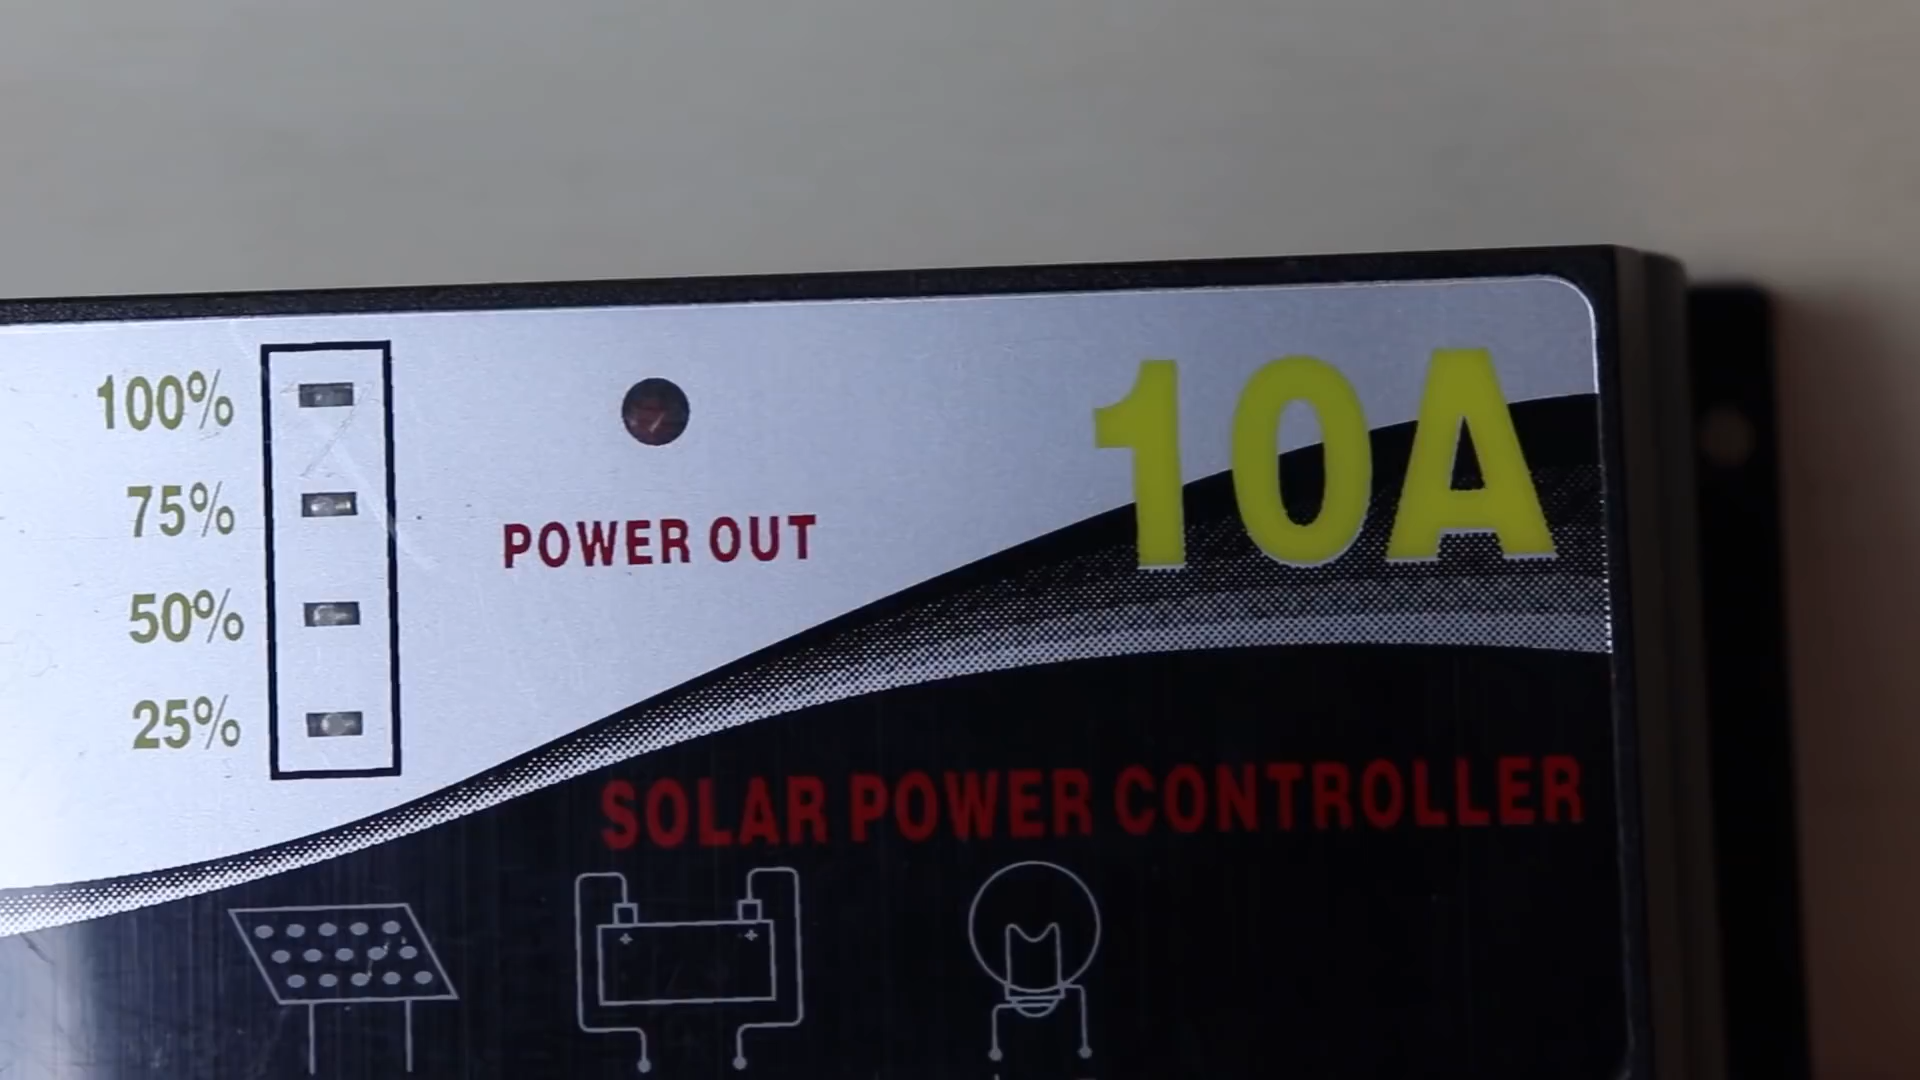 100%
75%
50%
25%
POWER OUT
10A
SOLAR POWER CONTROLLER